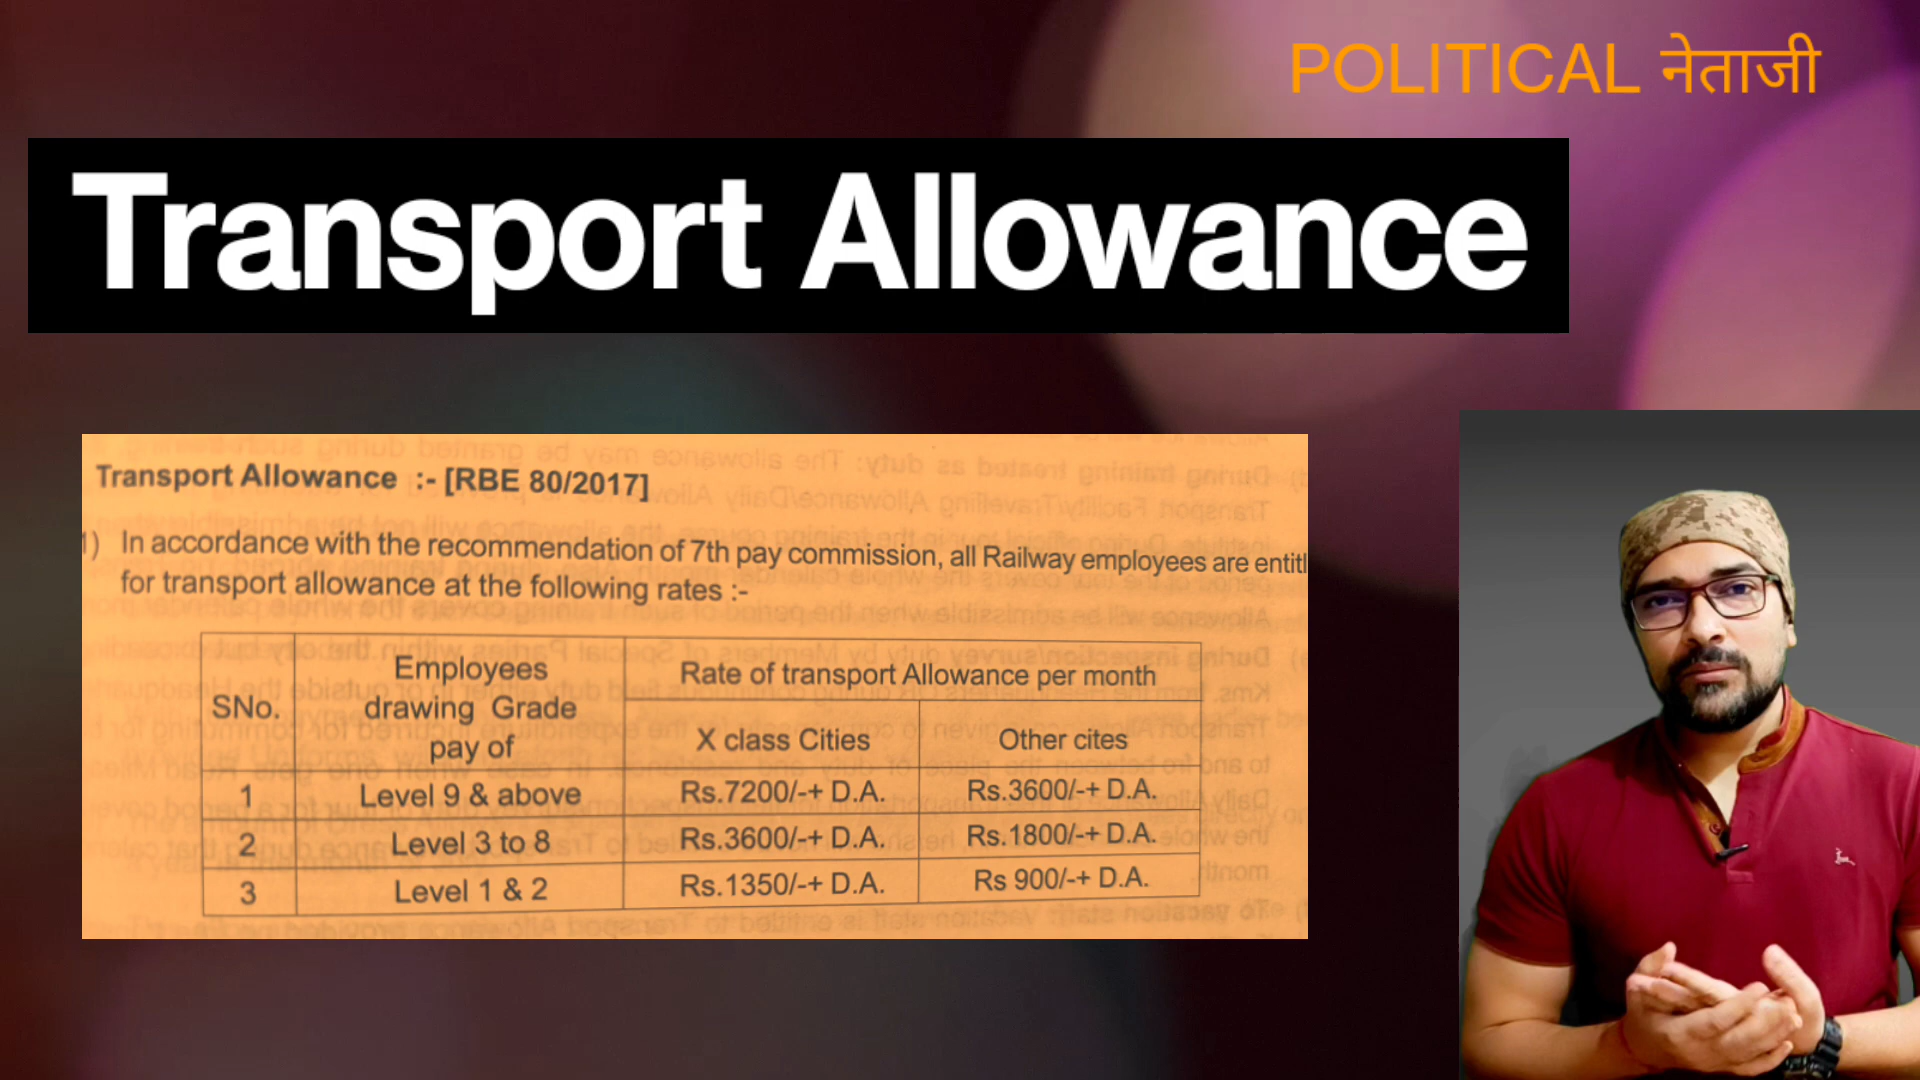 POLITICAL नेताजी
Transport Allowance
Transport Allowance :- [RBE 80/2017]
1) In accordance with the recommendation of 7th pay commission, all Railway employees are entitl
for transport allowance at the following rates :-
SNo. Employees drawing Grade pay of Rate of transport Allowance per month
X class Cities Other cites
1 Level 9 & above Rs.7200/-+ D.A. Rs.3600/-+ D.A.
2 Level 3 to 8 Rs.3600/-+ D.A. Rs.1800/-+ D.A.
3 Level 1 & 2 Rs.1350/-+ D.A. Rs 900/-+ D.A.